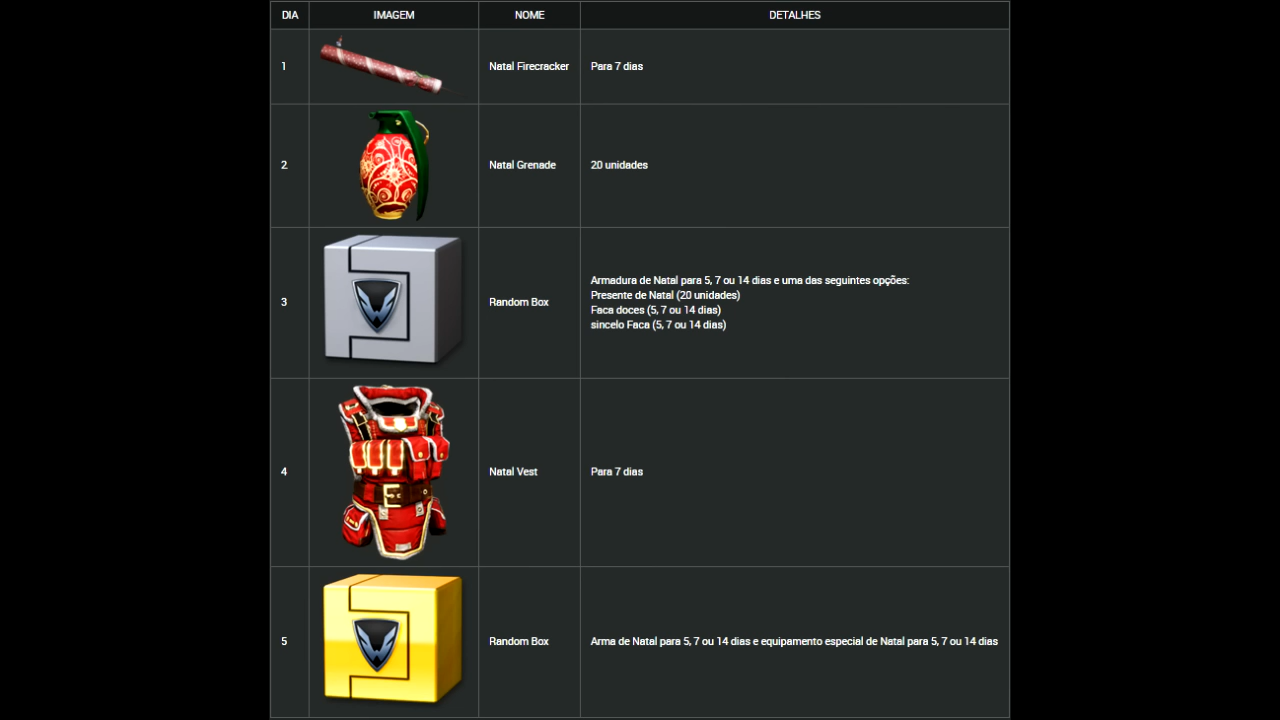 DIA IMAGEM NOME DETALHES
1 Natal Firecracker Para 7 dias
2 Natal Grenade 20 unidades
Armadura de Natal para 5, 7 ou 14 dias e uma das seguintes opções:
Presente de Natal (20 unidades)
3 Random Box Faca doces (5, 7 ou 14 dias)
sincelo Faca (5, 7 ou 14 dias)
4 Natal Vest Para 7 dias
5 Random Box Arma de Natal para 5, 7 ou 14 dias e equipamento especial de Natal para 5, 7 ou 14 dias